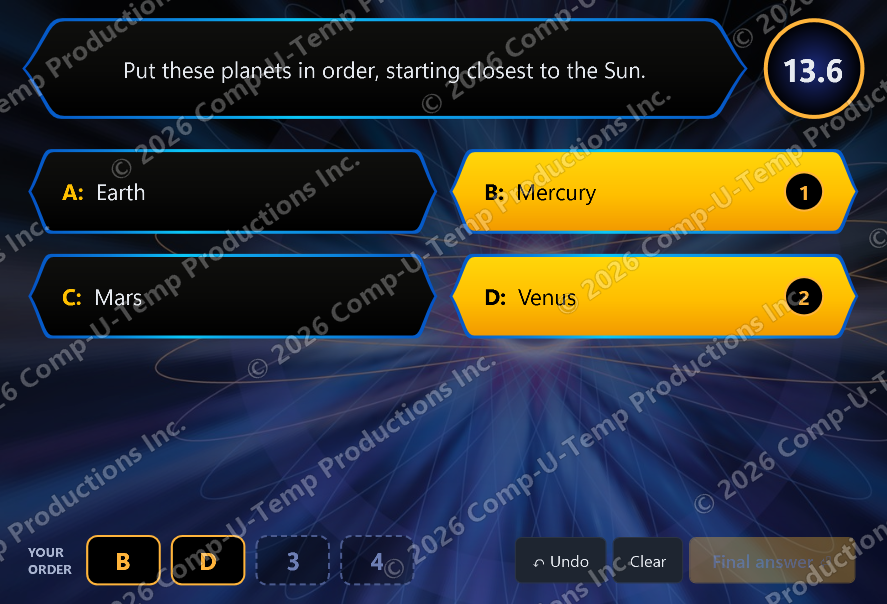 Put these planets in order, starting closest to the Sun.
13.6
A: Earth
B: Mercury 1
C: Mars
D: Venus 2
YOUR
ORDER
B D 3 4
↶ Undo Clear Final answer
© 2026 Comp-U-Temp Productions Inc.